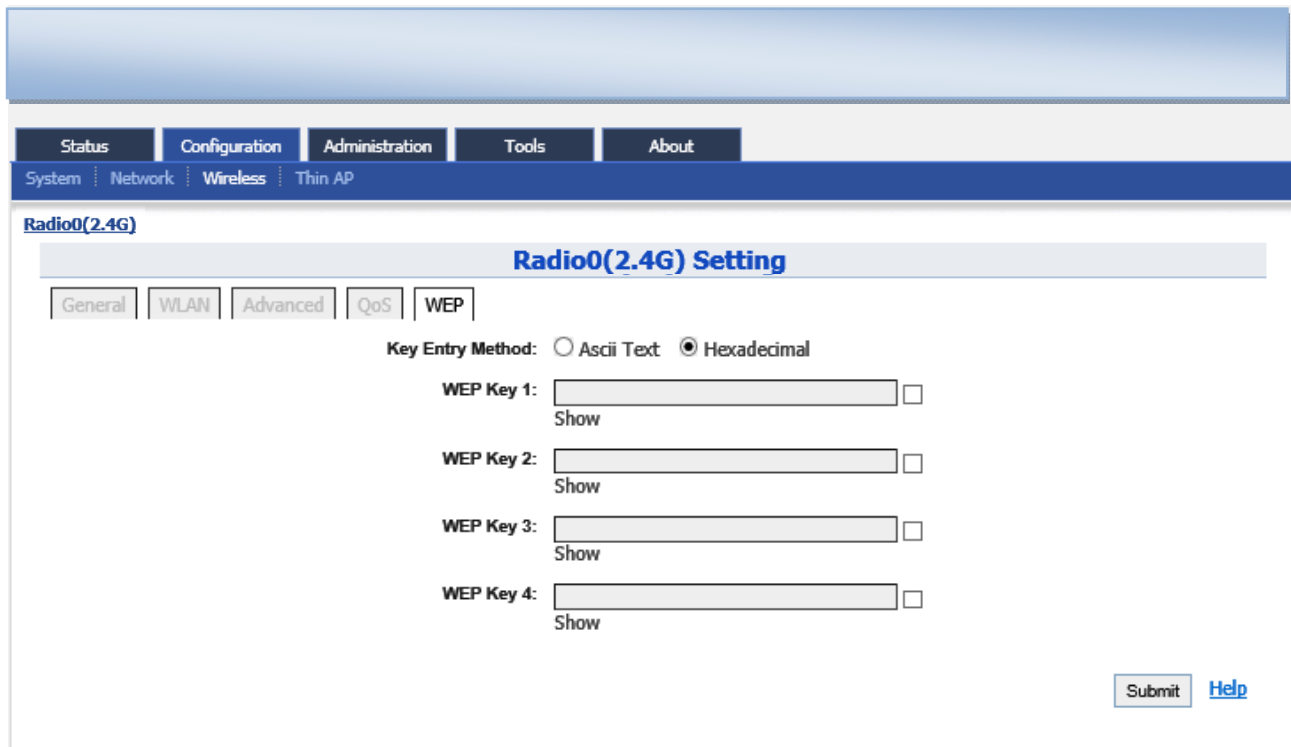 Status Configuration Administration Tools About
System Network Wireless Thin AP
Radio0(2.4G)
Radio0(2.4G) Setting
General WLAN Advanced QoS WEP
Key Entry Method: Ascii Text Hexadecimal
WEP Key 1:
Show
WEP Key 2:
Show
WEP Key 3:
Show
WEP Key 4:
Show
Submit Help